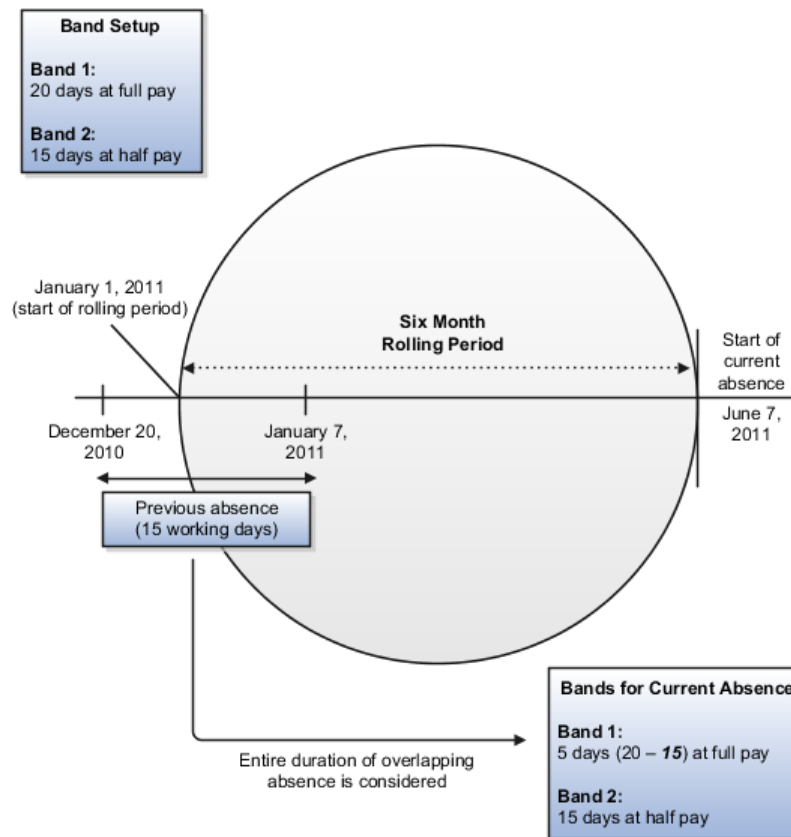 Band Setup
Band 1:
20 days at full pay
Band 2:
15 days at half pay
January 1, 2011
(start of rolling period)
Six Month
Rolling Period
Start of
current
absence
December 20,
2010
January 7,
2011
June 7,
2011
Previous absence
(15 working days)
Entire duration of overlapping
absence is considered
Bands for Current Absence
Band 1:
5 days (20 – 15) at full pay
Band 2:
15 days at half pay